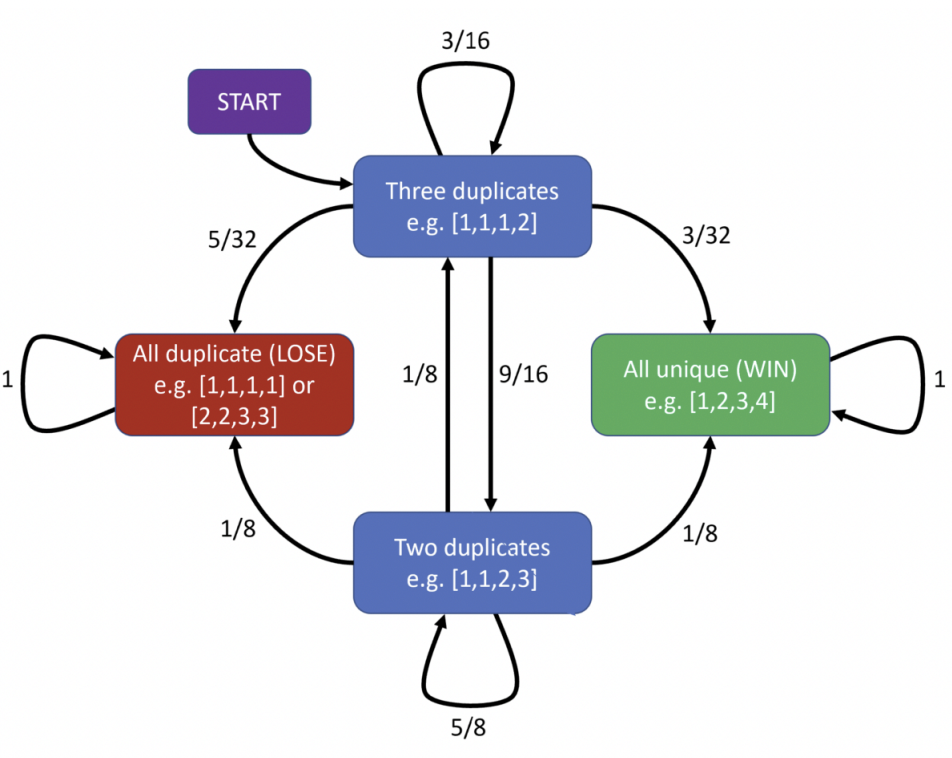 3/16
START
Three duplicates
e.g. [1,1,1,2]
5/32
3/32
All duplicate (LOSE)
e.g. [1,1,1,1] or
[2,2,3,3]
1
1/8
9/16
All unique (WIN)
e.g. [1,2,3,4]
1
1/8
Two duplicates
e.g. [1,1,2,3]
1/8
5/8